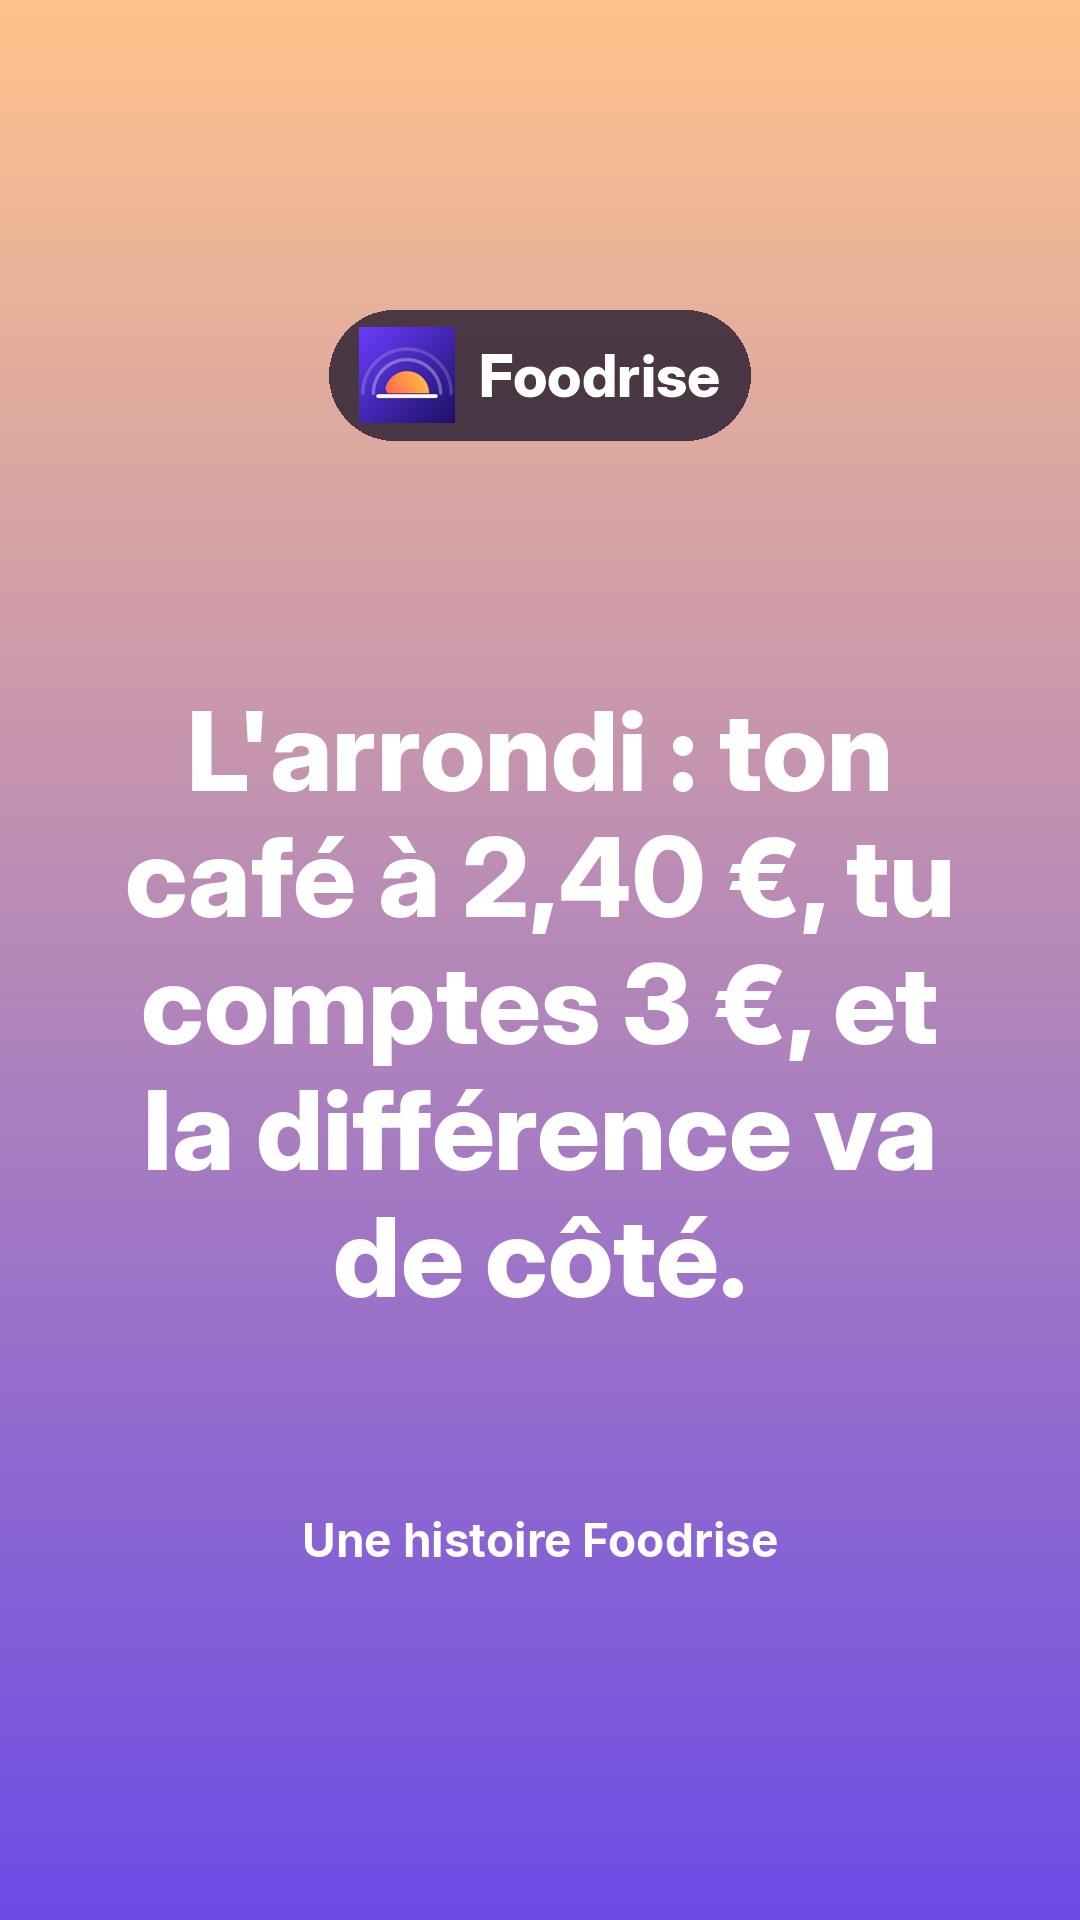 Foodrise
L'arrondi : ton
café à 2,40 €, tu
comptes 3 €, et
la différence va
de côté.
Une histoire Foodrise